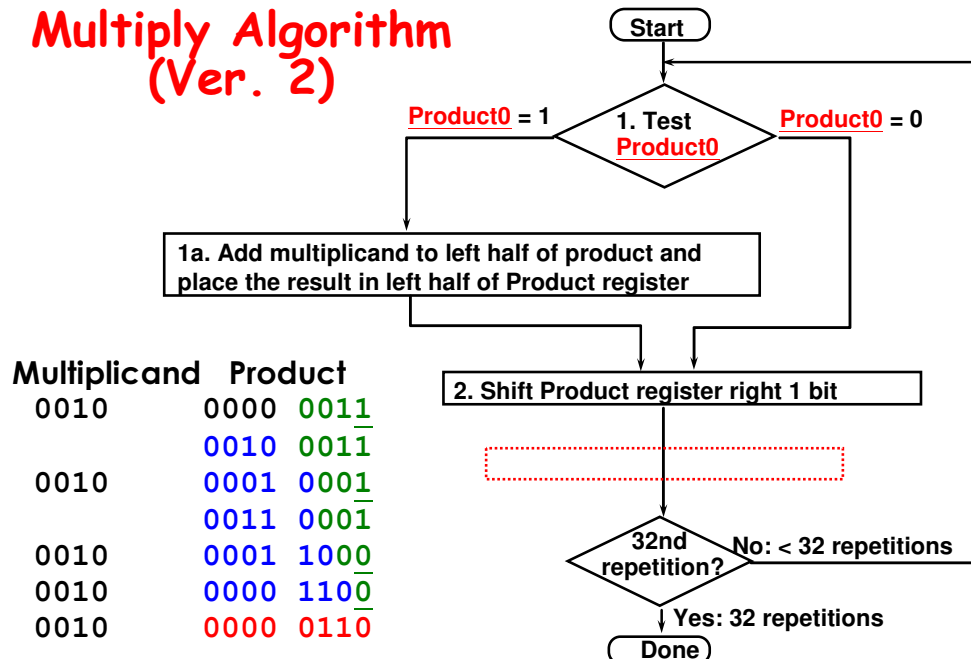 Multiply Algorithm
(Ver. 2)
Start
Product0 = 1
1. Test
Product0
Product0 = 0
1a. Add multiplicand to left half of product and
place the result in left half of Product register
2. Shift Product register right 1 bit
32nd
repetition?
No: < 32 repetitions
Yes: 32 repetitions
Done
Multiplicand Product
0010 0000 0011
0010 0011
0010 0001 0001
0011 0001
0010 0001 1000
0010 0000 1100
0010 0000 0110